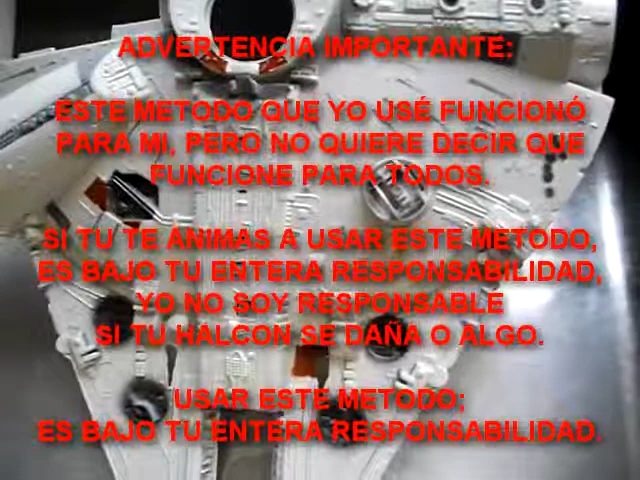 ADVERTENCIA IMPORTANTE:
ESTE METODO QUE YO USÉ FUNCIONÓ
PARA MI, PERO NO QUIERE DECIR QUE
FUNCIONE PARA TODOS.
SI TU TE ANIMAS A USAR ESTE METODO,
ES BAJO TU ENTERA RESPONSABILIDAD,
YO NO SOY RESPONSABLE
SI TU HALCON SE DAÑA O ALGO.
USAR ESTE METODO;
ES BAJO TU ENTERA RESPONSABILIDAD.